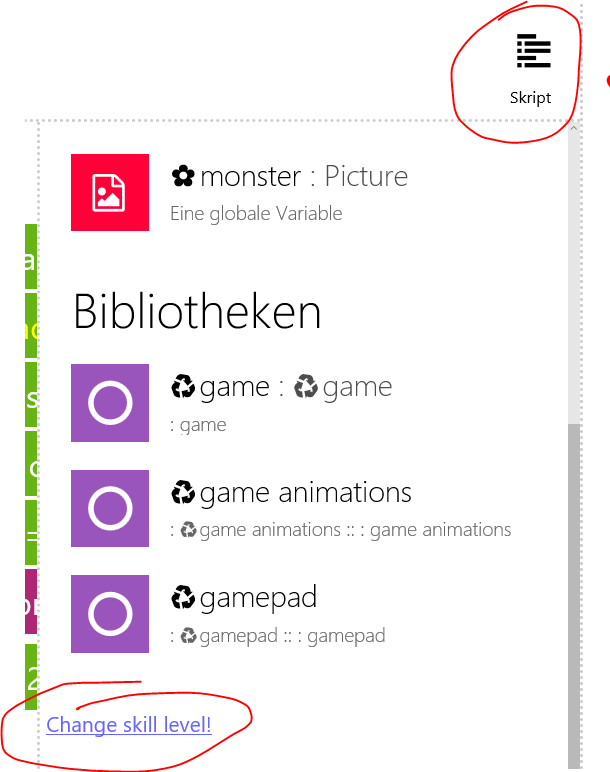 Skript
monster : Picture
Eine globale Variable
Bibliotheken
game : game
: game
game animations
: game animations :: : game animations
gamepad
: gamepad :: : gamepad
Change skill level!